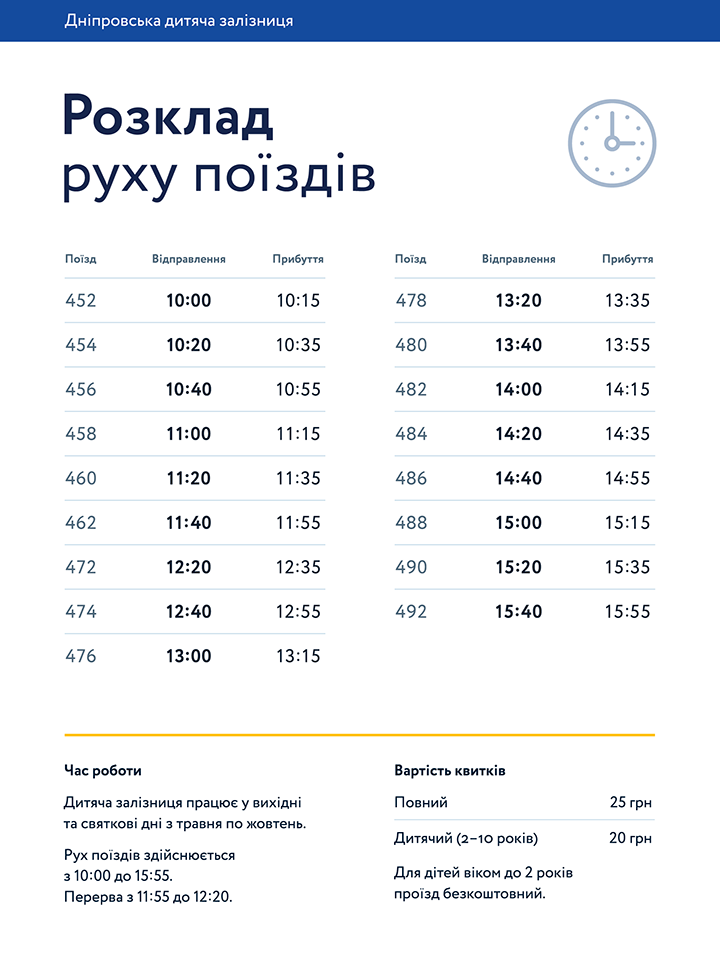 Дніпровська дитяча залізниця
Розклад
руху поїздів
Поїзд Відправлення Прибуття
452 10:00 10:15
454 10:20 10:35
456 10:40 10:55
458 11:00 11:15
460 11:20 11:35
462 11:40 11:55
472 12:20 12:35
474 12:40 12:55
476 13:00 13:15
Поїзд Відправлення Прибуття
478 13:20 13:35
480 13:40 13:55
482 14:00 14:15
484 14:20 14:35
486 14:40 14:55
488 15:00 15:15
490 15:20 15:35
492 15:40 15:55
Час роботи
Дитяча залізниця працює у вихідні
та святкові дні з травня по жовтень.
Рух поїздів здійснюється
з 10:00 до 15:55.
Перерва з 11:55 до 12:20.
Вартість квитків
Повний 25 грн
Дитячий (2–10 років) 20 грн
Для дітей віком до 2 років
проїзд безкоштовний.